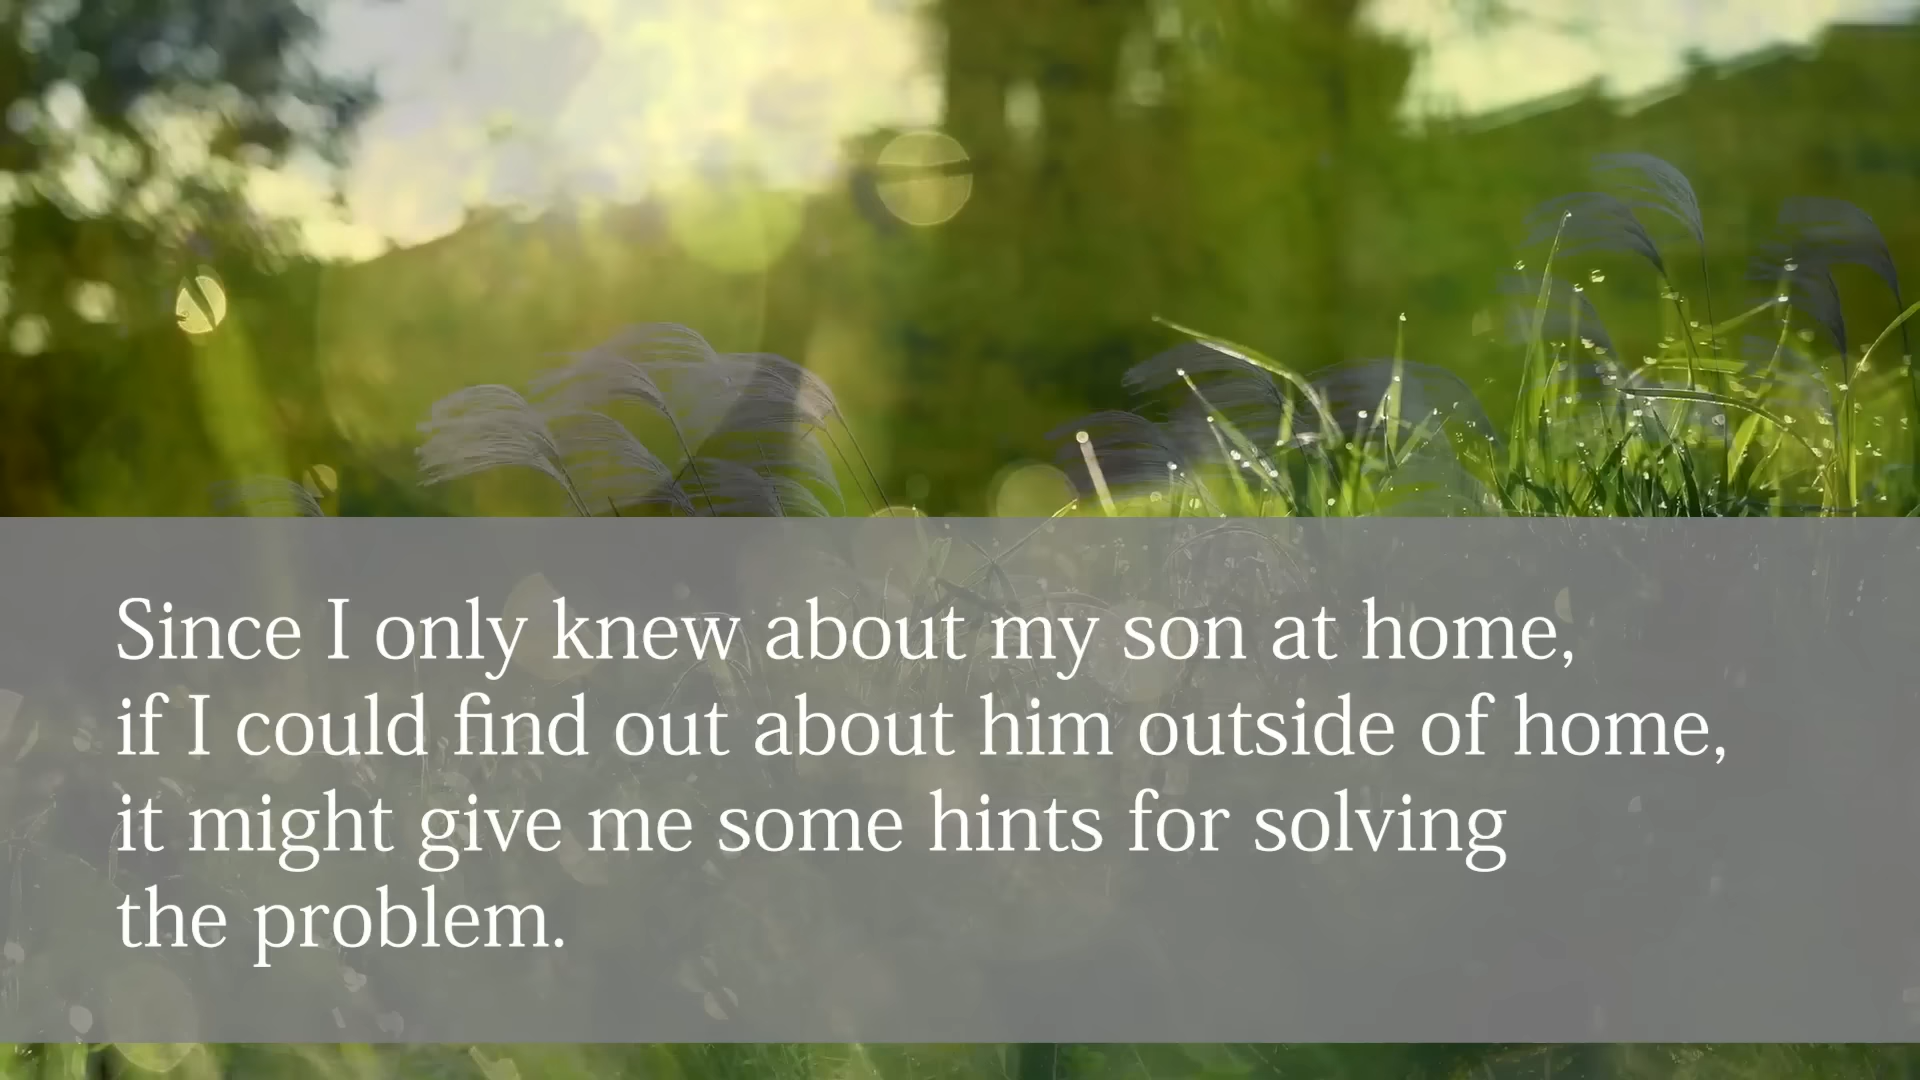 Since I only knew about my son at home,
if I could find out about him outside of home,
it might give me some hints for solving
the problem.